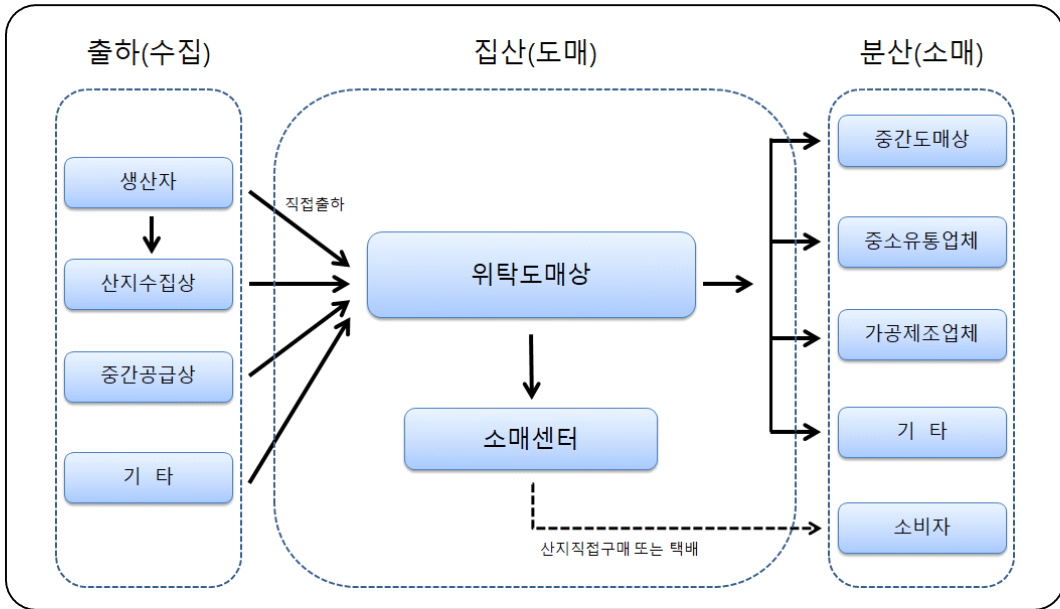 출하(수집)
집산(도매)
분산(소매)
생산자
산지수집상
중간공급상
기 타
직접출하
위탁도매상
소매센터
산지직접구매 또는 택배
중간도매상
중소유통업체
가공제조업체
기 타
소비자